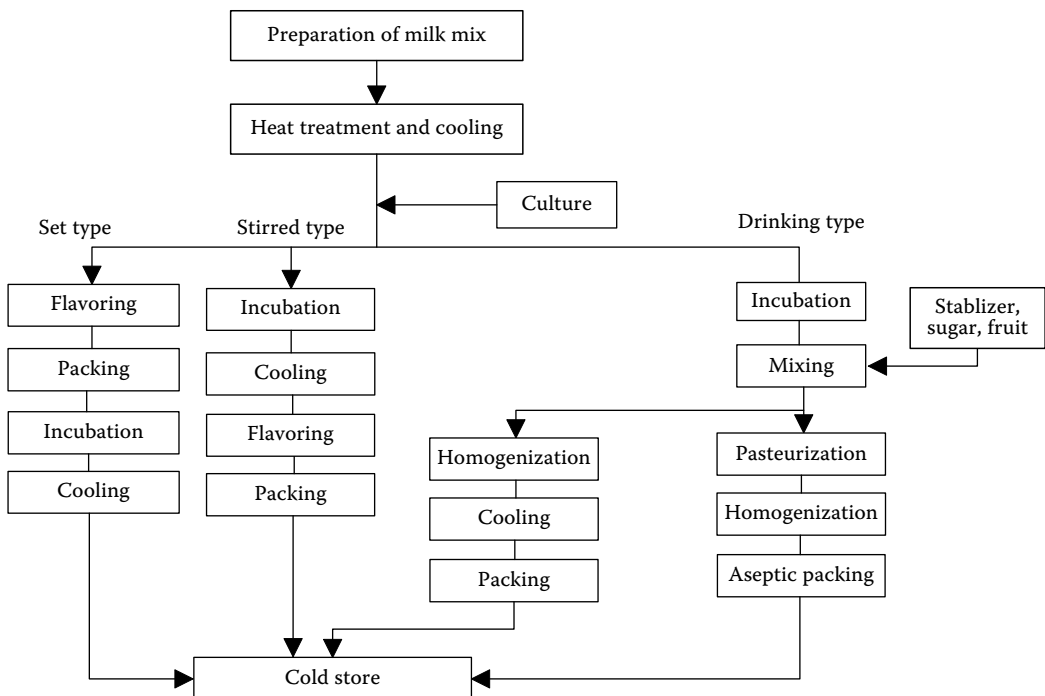 Preparation of milk mix
Heat treatment and cooling
Culture
Set type
Stirred type
Drinking type
Flavoring
Packing
Incubation
Cooling
Incubation
Cooling
Flavoring
Packing
Incubation
Stablizer,
sugar, fruit
Mixing
Homogenization
Cooling
Packing
Pasteurization
Homogenization
Aseptic packing
Cold store